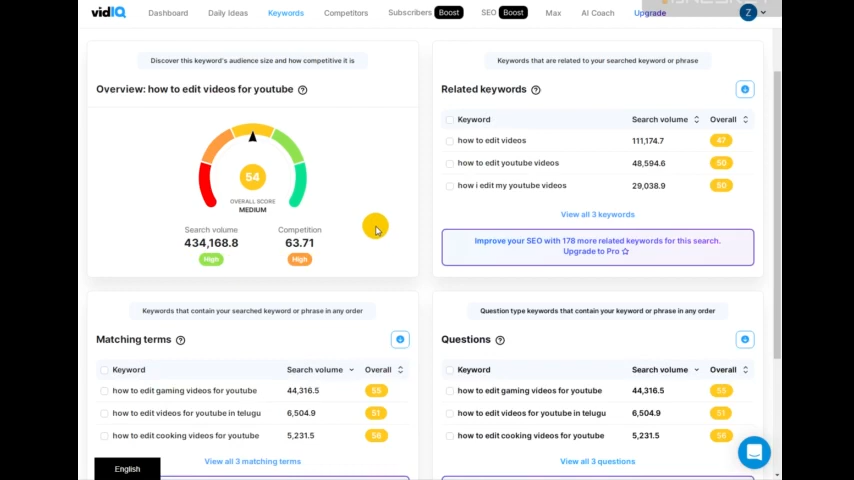 vidIQ Dashboard Daily Ideas Keywords Competitors Subscribers Boost SEO Boost Max AI Coach Upgrade Z
Discover this keyword's audience size and how competitive it is
Overview: how to edit videos for youtube ?
54
OVERALL SCORE
MEDIUM
Search volume Competition
434,168.8 63.71
High High
Keywords that are related to your searched keyword or phrase
Related keywords ?
Keyword Search volume Overall
how to edit videos 111,174.7 47
how to edit youtube videos 48,594.6 50
how i edit my youtube videos 29,038.9 50
View all 3 keywords
Improve your SEO with 178 more related keywords for this search.
Upgrade to Pro
Keywords that contain your searched keyword or phrase in any order
Matching terms ?
Keyword Search volume Overall
how to edit gaming videos for youtube 44,316.5 55
how to edit videos for youtube in telugu 6,504.9 51
how to edit cooking videos for youtube 5,231.5 56
View all 3 matching terms
Question type keywords that contain your keyword or phrase in any order
Questions ?
Keyword Search volume Overall
how to edit gaming videos for youtube 44,316.5 55
how to edit videos for youtube in telugu 6,504.9 51
how to edit cooking videos for youtube 5,231.5 56
View all 3 questions
English